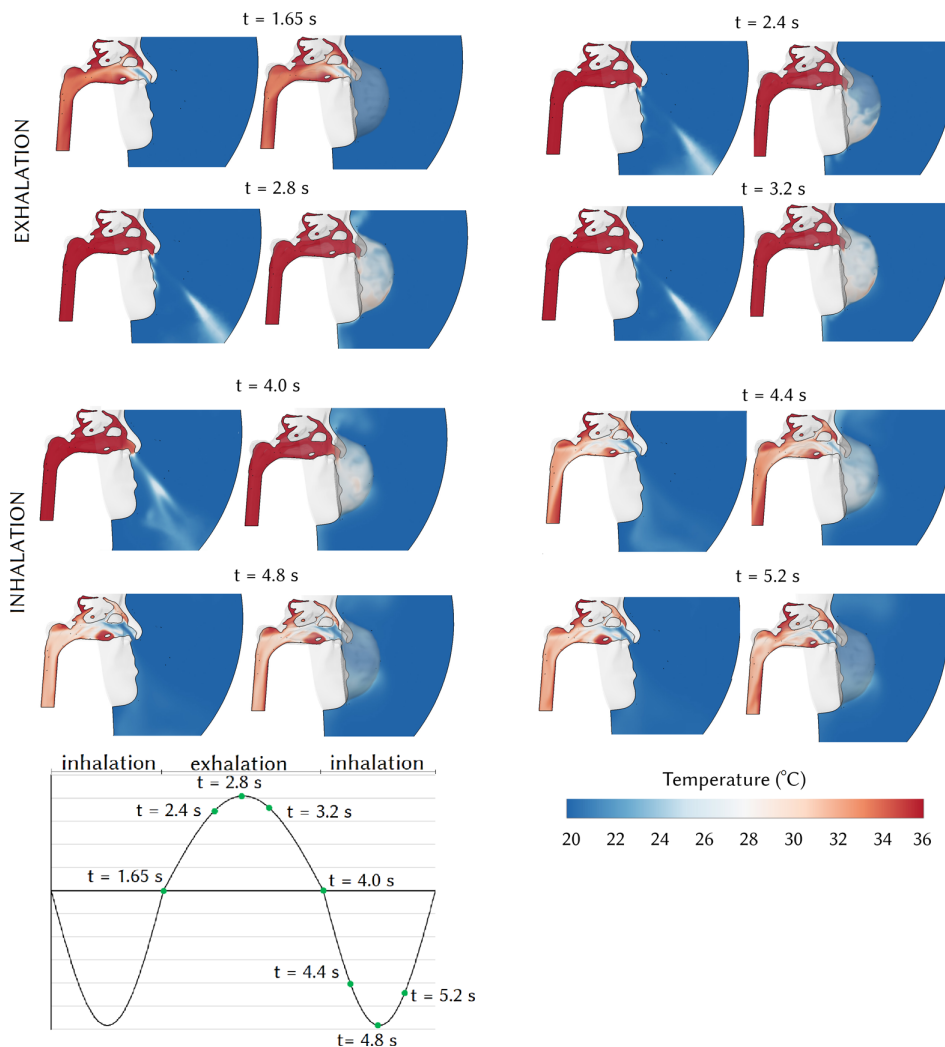 t = 1.65 s
t = 2.4 s
EXHALATION
t = 2.8 s
t = 3.2 s
t = 4.0 s
t = 4.4 s
INHALATION
t = 4.8 s
t = 5.2 s
inhalation exhalation inhalation
t = 2.8 s
t = 2.4 s
t = 3.2 s
t = 1.65 s
t = 4.0 s
t = 4.4 s
t = 5.2 s
t = 4.8 s
Temperature (°C)
20 22 24 26 28 30 32 34 36